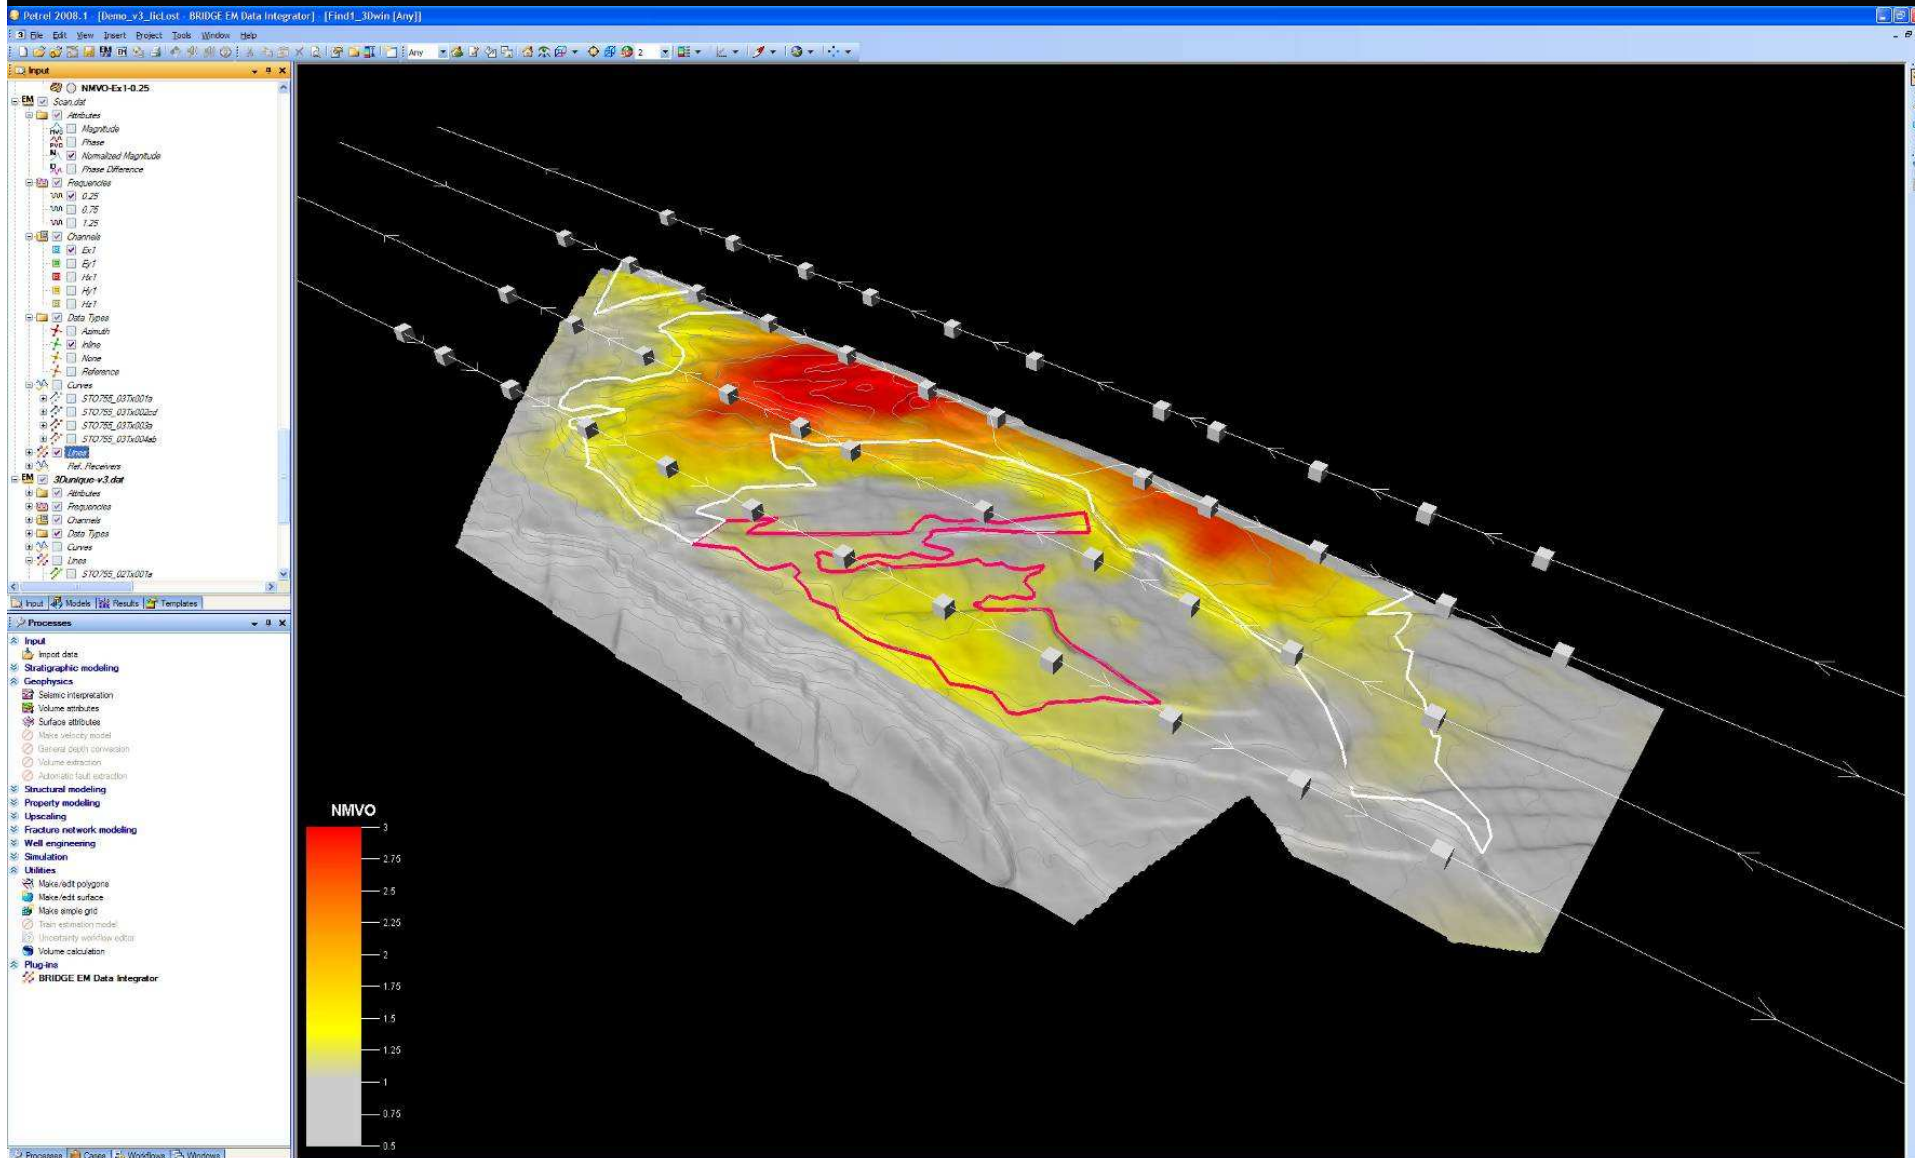 Petrel 2008.1 - [Demo_v3_licLost - BRIDGE EM Data Integrator] - [Find1_3Dwin [Any]]
File Edit View Insert Project Tools Window Help
Any
2
Input
NMVO-Ex1-0.25
EM Scan.dat
Attributes
Magnitude
Phase
Normalized Magnitude
Phase Difference
Frequencies
0.25
0.75
1.25
Channels
Ex1
Ey1
Hx1
Hy1
Hz1
Data Types
Azimuth
Inline
None
Reference
Curves
STO755_03Tx001a
STO755_03Tx002cd
STO755_03Tx003a
STO755_03Tx004ab
Lines
Ref. Receivers
EM 3Dunique-v3.dat
Attributes
Frequencies
Channels
Data Types
Curves
Lines
STO755_02Tx001a
Input Models Results Templates
Processes
Input
Import data
Stratigraphic modeling
Geophysics
Seismic interpretation
Volume attributes
Surface attributes
Make velocity model
General depth conversion
Volume extraction
Automatic fault extraction
Structural modeling
Property modeling
Upscaling
Fracture network modeling
Well engineering
Simulation
Utilities
Make/edit polygons
Make/edit surface
Make simple grid
Train estimation model
Uncertainty workflow editor
Volume calculation
Plug-ins
BRIDGE EM Data Integrator
Processes Cases Workflows Windows
NMVO
3
2.75
2.5
2.25
2
1.75
1.5
1.25
1
0.75
0.5